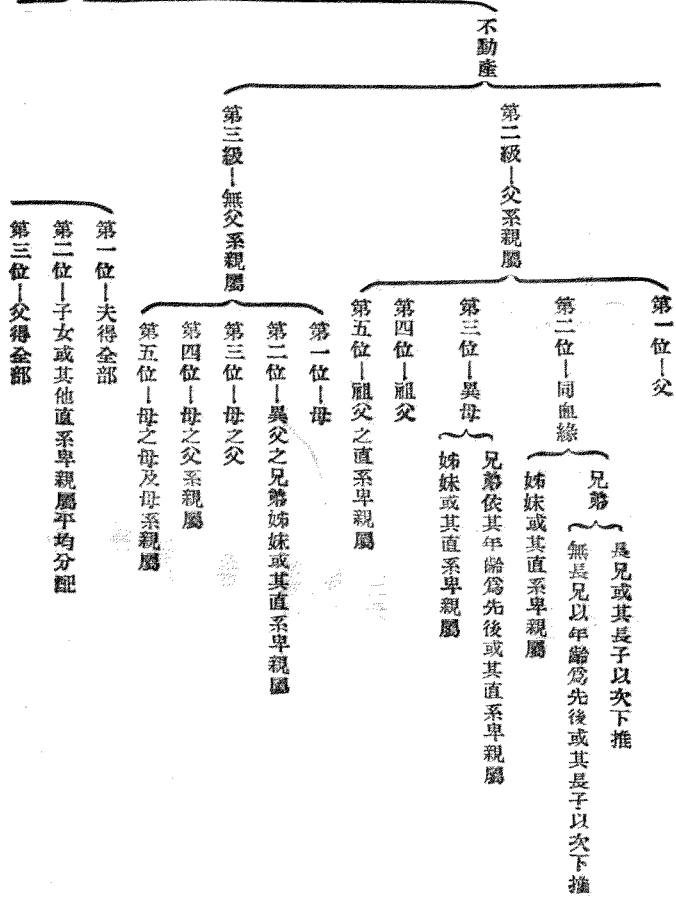 不動產
第二級—父系親屬
第一位—父
第二位—同血緣
兄弟
長兄或其長子以次下推
無長兄以年齡爲先後或其長子以次下推
姊妹或其直系卑親屬
第三位—異母
兄弟依其年齡爲先後或其直系卑親屬
姊妹或其直系卑親屬
第四位—祖父
第五位—祖父之直系卑親屬
第三級—無父系親屬
第一位—母
第二位—異父之兄弟姊妹或其直系卑親屬
第三位—母之父
第四位—母之父系親屬
第五位—母之母及母系親屬
第一位—夫得全部
第二位—子女或其他直系卑親屬平均分配
第三位—父得全部